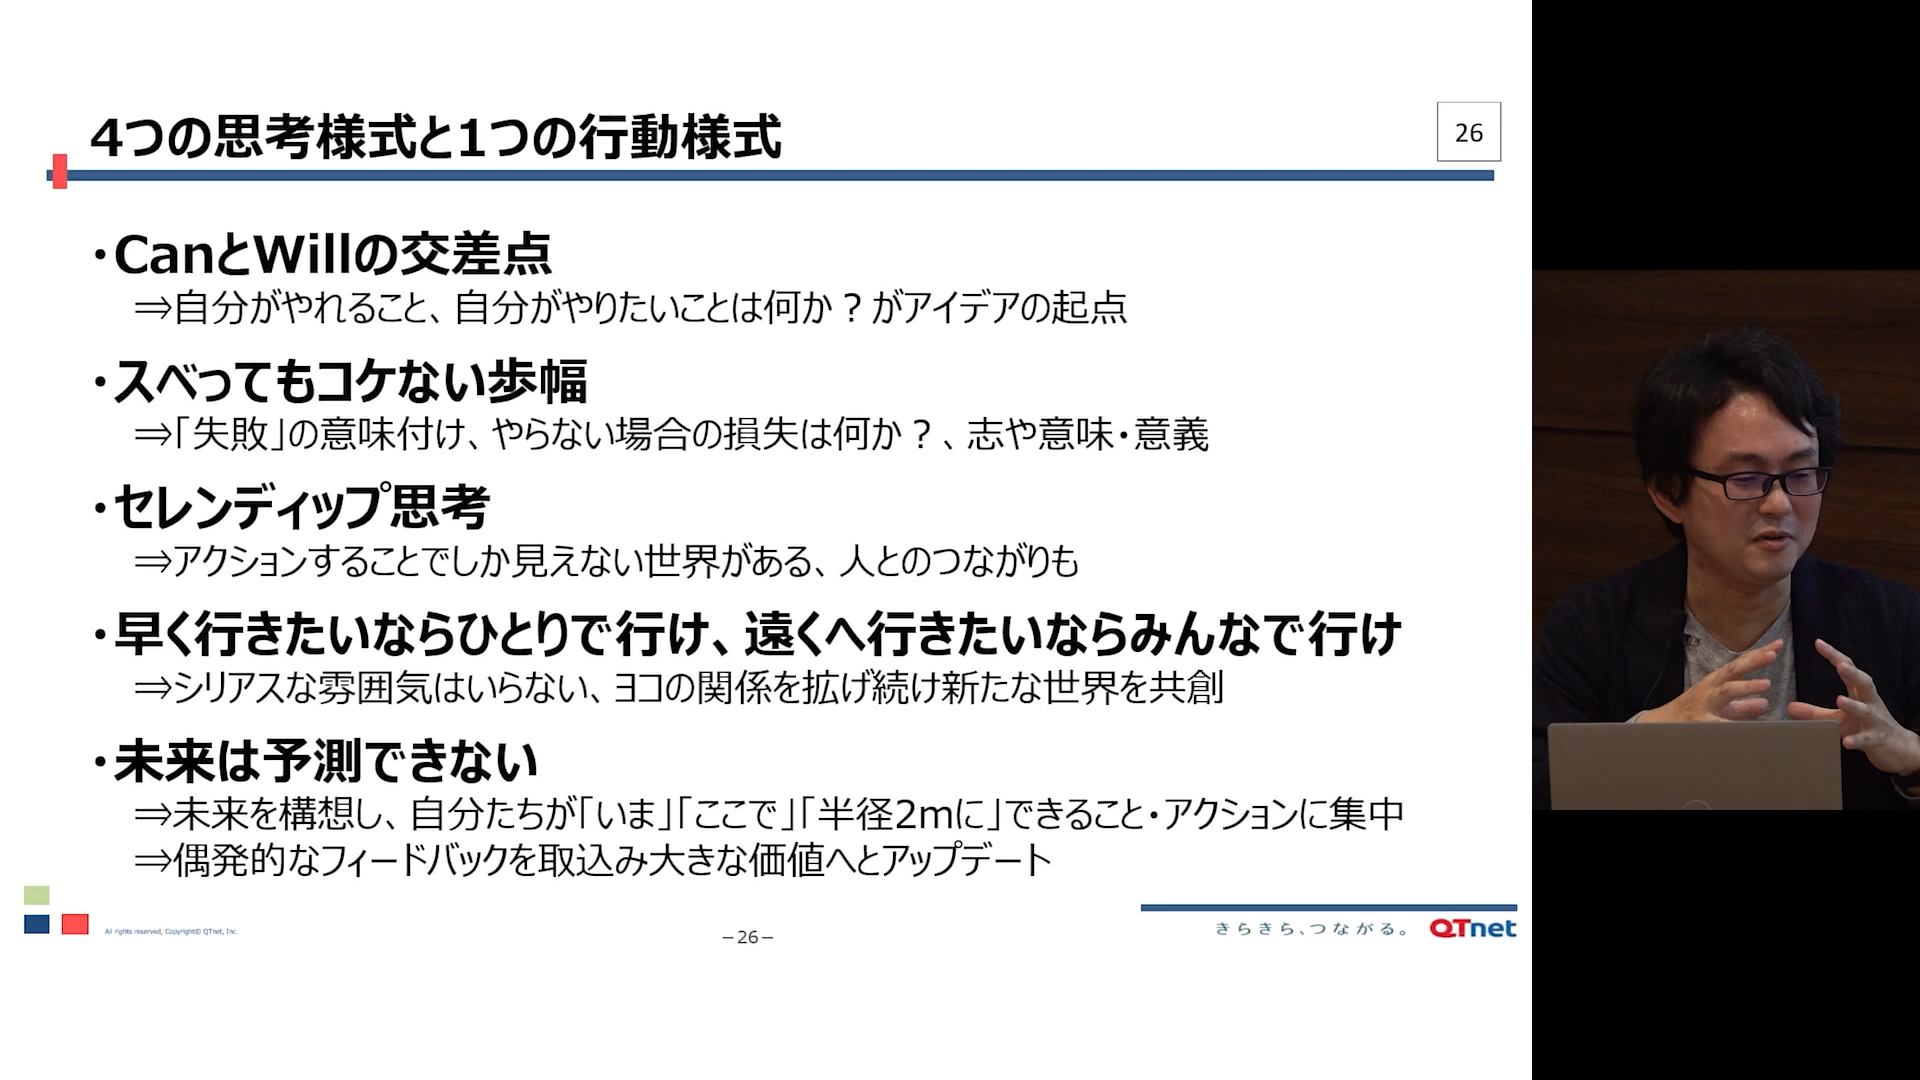 4つの思考様式と1つの行動様式
26
・CanとWillの交差点
⇒自分がやれること、自分がやりたいことは何か？がアイデアの起点
・スべってもコケない歩幅
⇒「失敗」の意味付け、やらない場合の損失は何か？、志や意味・意義
・セレンディップ思考
⇒アクションすることでしか見えない世界がある、人とのつながりも
・早く行きたいならひとりで行け、遠くへ行きたいならみんなで行け
⇒シリアスな雰囲気はいらない、ヨコの関係を拡げ続け新たな世界を共創
・未来は予測できない
⇒未来を構想し、自分たちが「いま」「ここで」「半径2mに」できること・アクションに集中
⇒偶発的なフィードバックを取込み大きな価値へとアップデート
All rights reserved, Copyright© QTnet, Inc.
－26－
きらきら、つながる。
QTnet